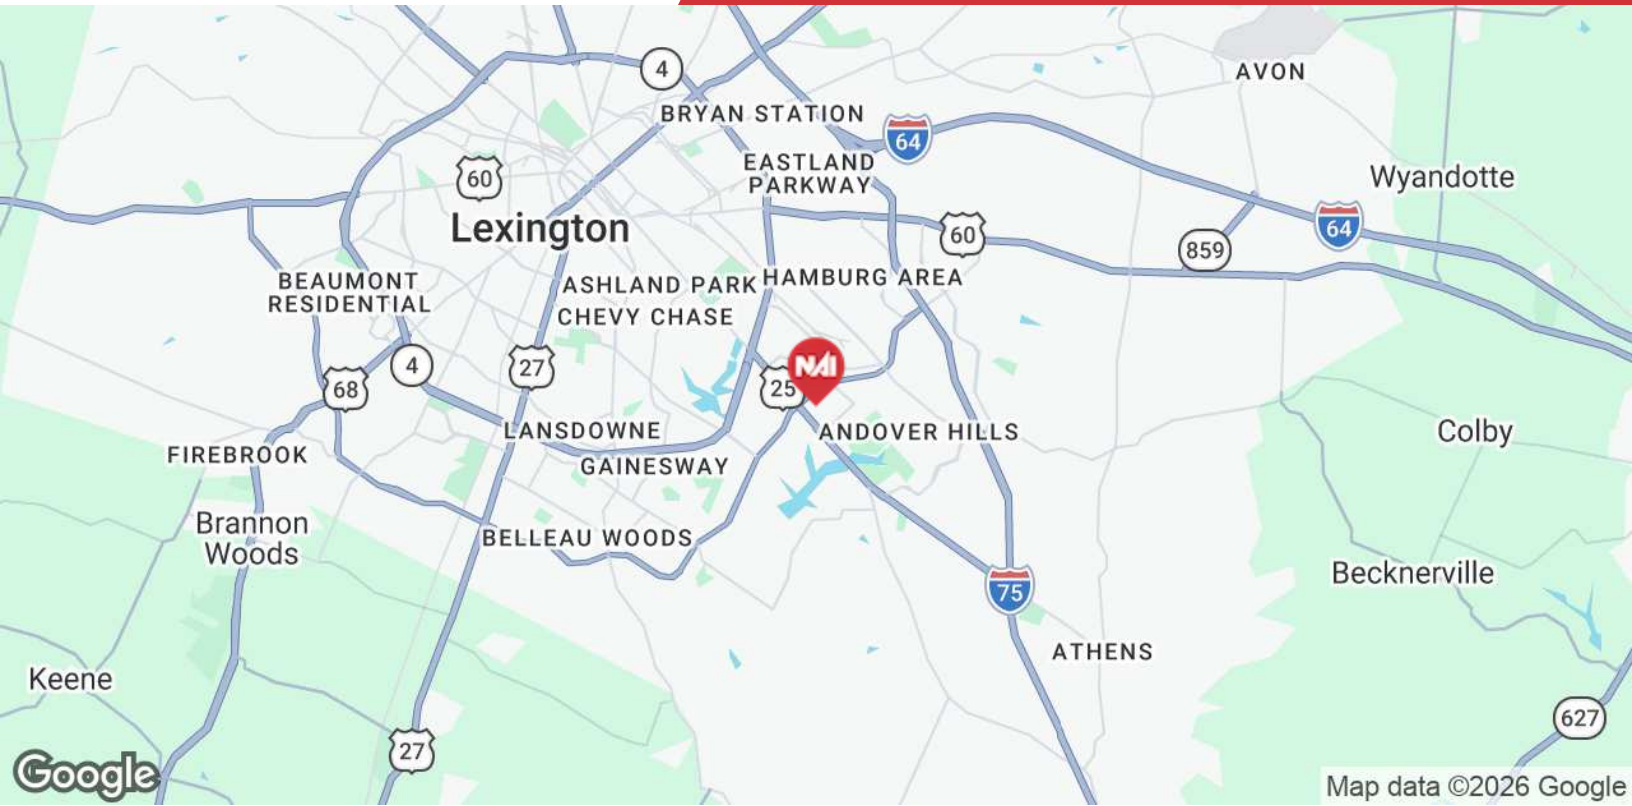 4
AVON
BRYAN STATION
64
EASTLAND
PARKWAY
60
Wyandotte
Lexington
64
60
859
BEAUMONT
RESIDENTIAL
ASHLAND PARK
HAMBURG AREA
CHEVY CHASE
27
4
68
NAI
25
LANSDOWNE
ANDOVER HILLS
Colby
FIREBROOK
GAINESWAY
Brannon
Woods
BELLEAU WOODS
Becknerville
75
ATHENS
Keene
627
27
Google
Map data ©2026 Google